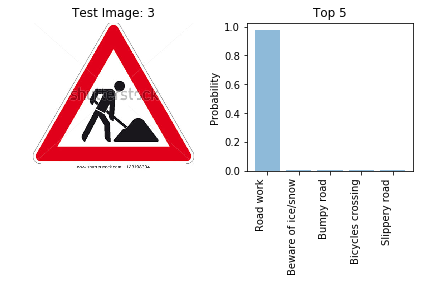 Test Image: 3
shutterstock
Top 5
Probability
1.0
0.8
0.6
0.4
0.2
0.0
Road work
Beware of ice/snow
Bumpy road
Bicycles crossing
Slippery road